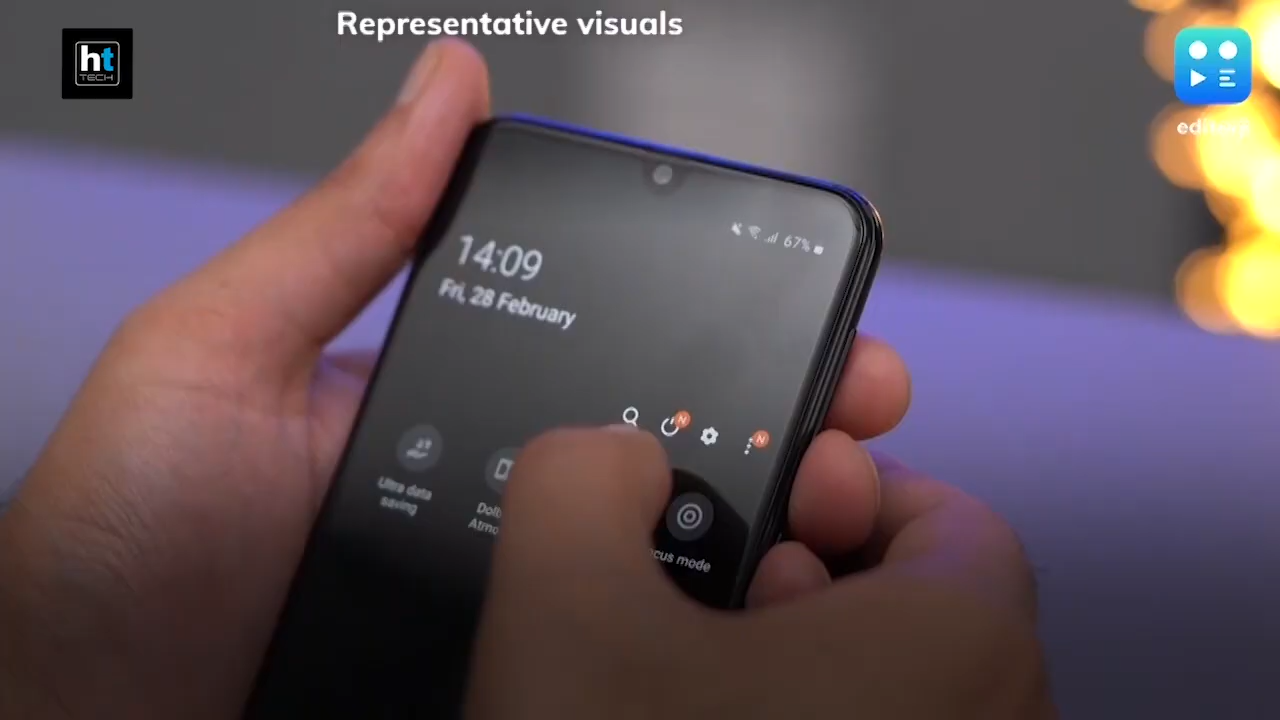 Representative visuals
ht
TECH
67%
14:09
Fri, 28 February
N
N
Ultra data
saving
cus mode